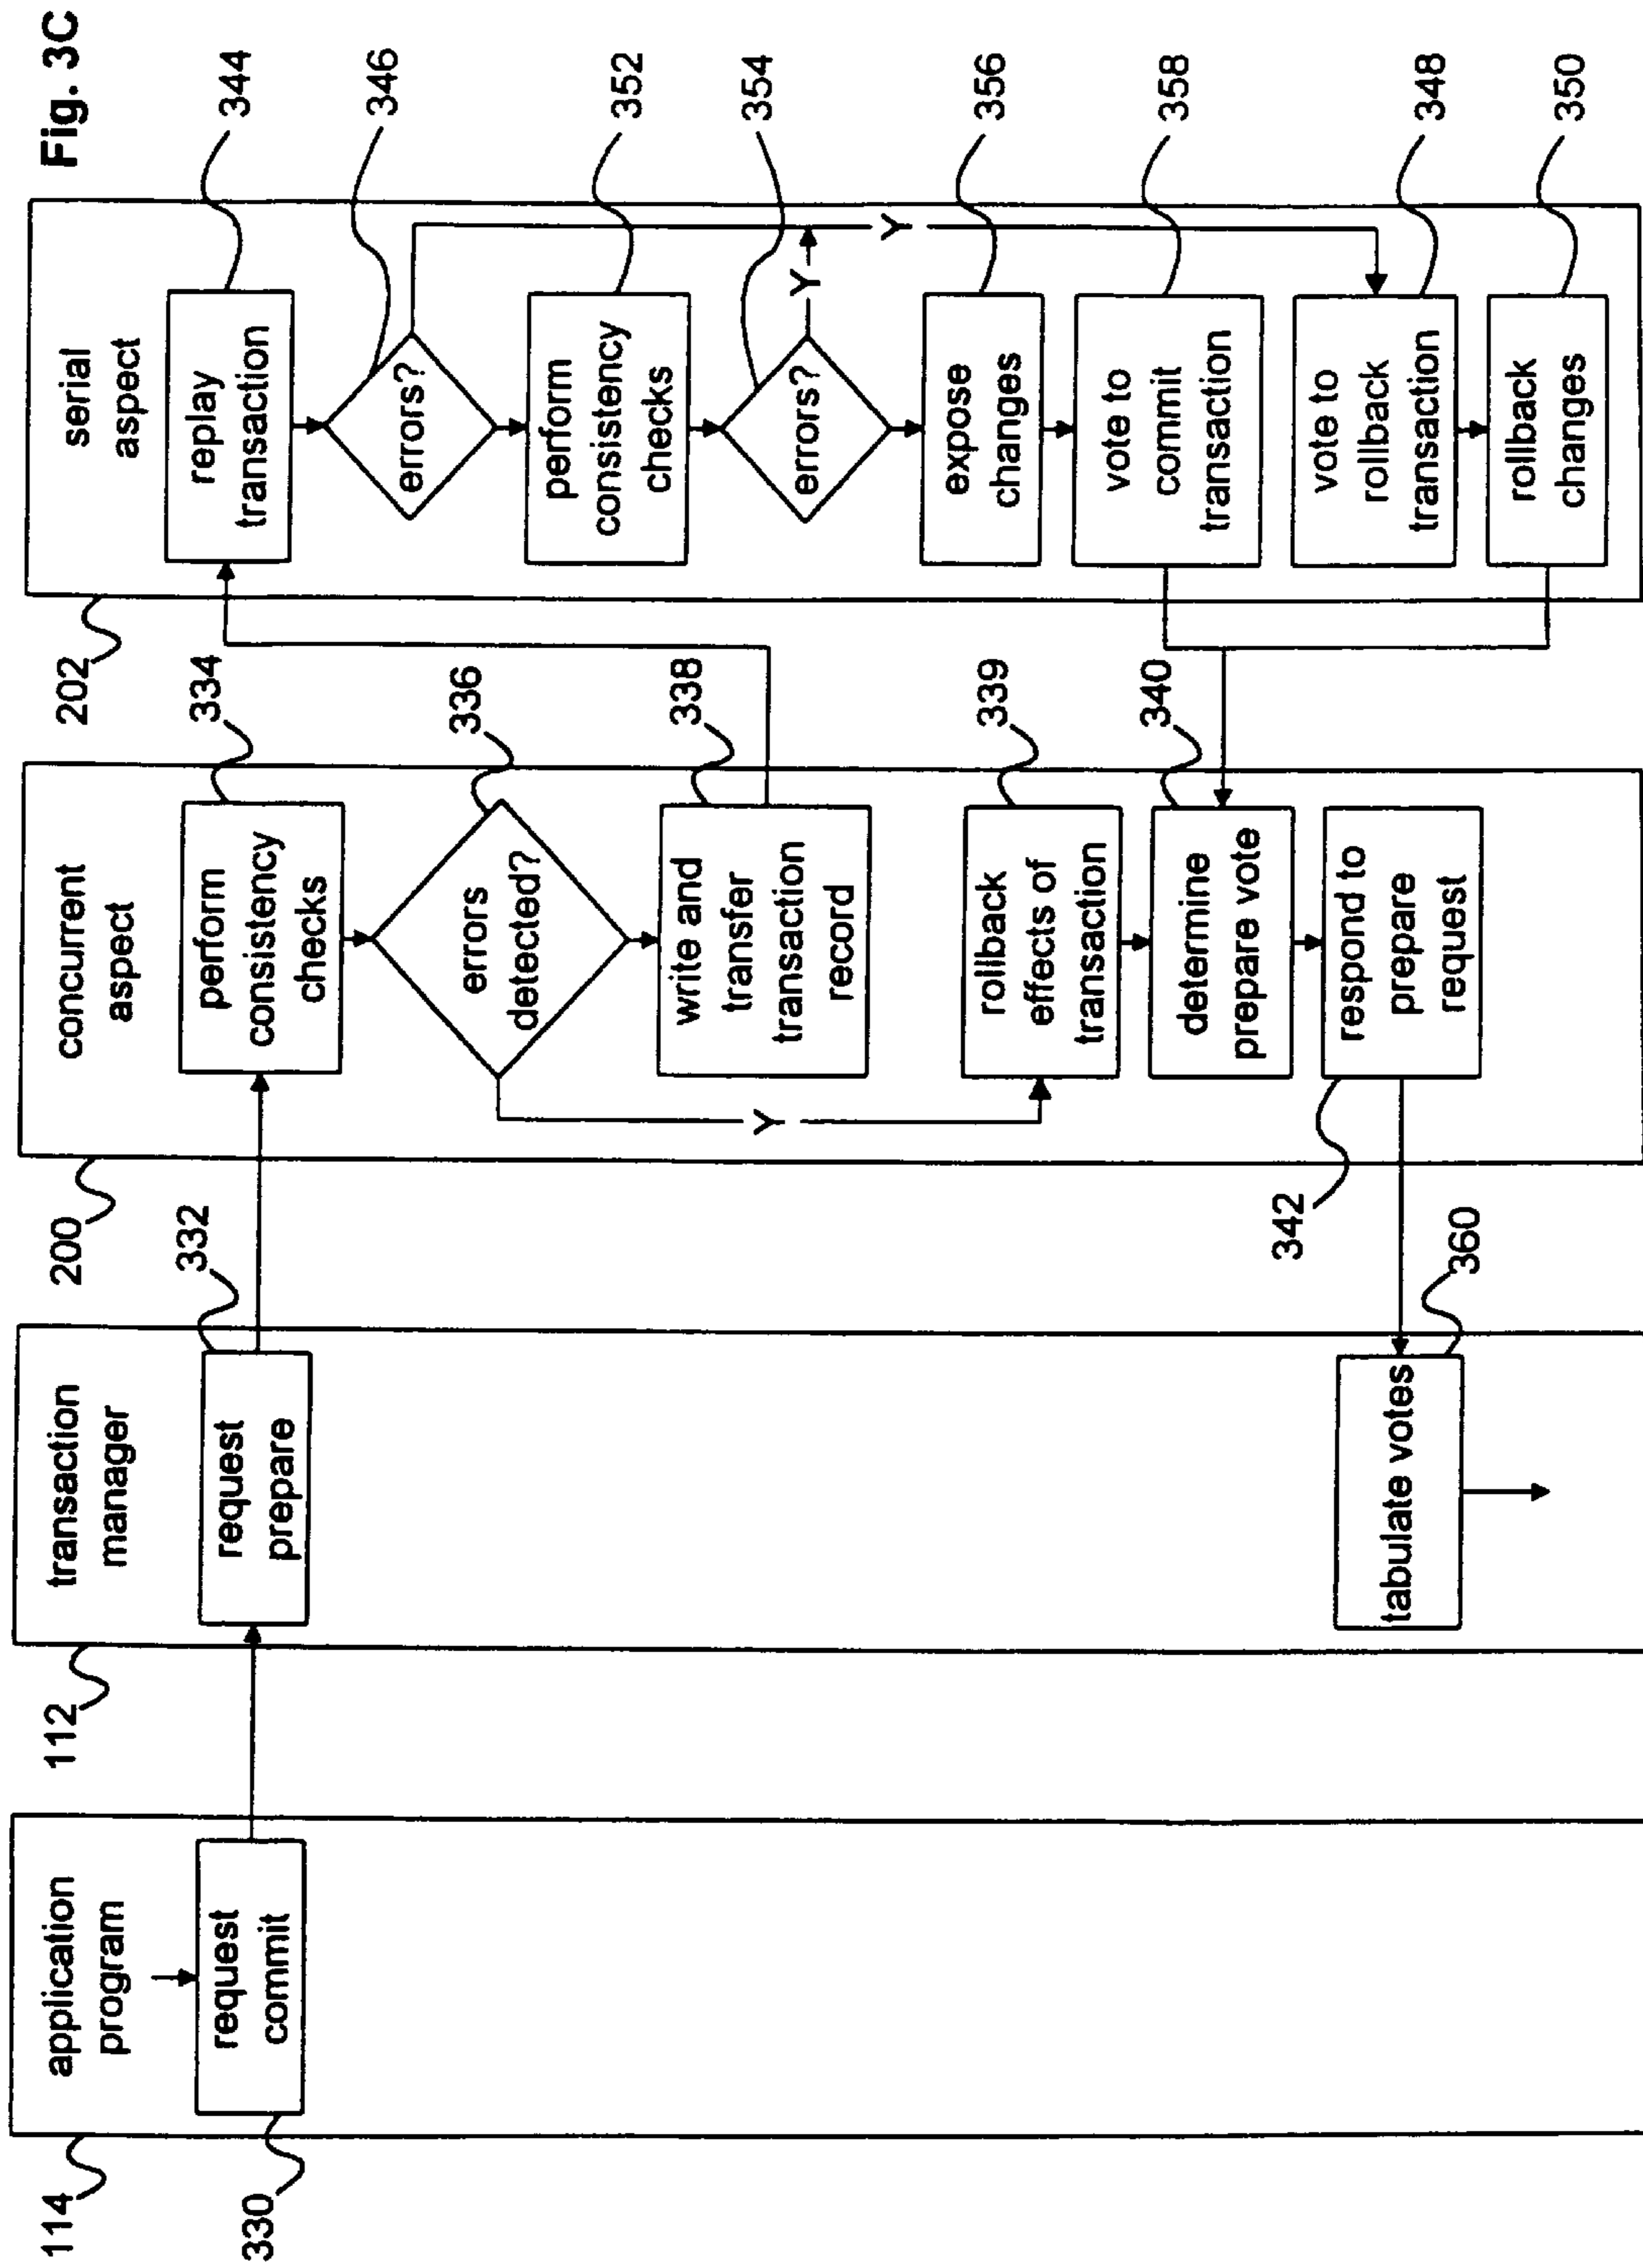 Fig. 3C
114
application
program
330
request
commit
112
transaction
manager
332
request
prepare
360
tabulate votes
200
concurrent
aspect
334
perform
consistency
checks
336
errors
detected?
Y
338
write and
transfer
transaction
record
339
rollback
effects of
transaction
340
determine
prepare vote
342
respond to
prepare
request
202
serial
aspect
344
replay
transaction
346
errors?
352
perform
consistency
checks
354
errors?
Y
Y
356
expose
changes
358
vote to
commit
transaction
348
vote to
rollback
transaction
350
rollback
changes